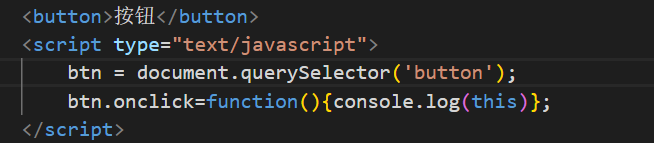 <button>按钮</button>
<script type="text/javascript">
btn = document.querySelector('button');
btn.onclick=function(){console.log(this)};
</script>